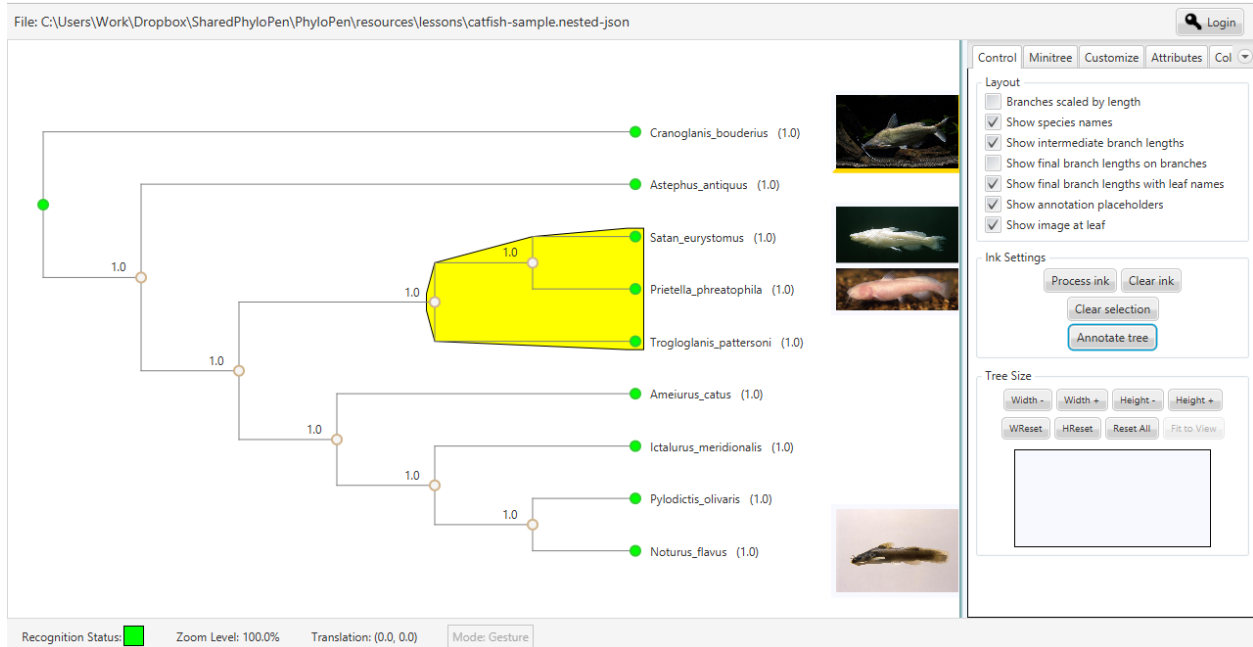 File: C:\Users\Work\Dropbox\SharedPhyloPen\PhyloPen\resources\lessons\catfish-sample.nested-json
Login
Control Minitree Customize Attributes Col
Layout
Branches scaled by length
Show species names
Show intermediate branch lengths
Show final branch lengths on branches
Show final branch lengths with leaf names
Show annotation placeholders
Show image at leaf
Ink Settings
Process ink Clear ink
Clear selection
Annotate tree
Tree Size
Width - Width + Height - Height +
WReset HReset Reset All Fit to View
Cranoglanis_bouderius (1.0)
Astephus_antiquus (1.0)
Satan_eurystomus (1.0)
1.0
1.0
Prietella_phreatophila (1.0)
1.0
Trogloglanis_pattersoni (1.0)
1.0
Ameiurus_catus (1.0)
1.0
Ictalurus_meridionalis (1.0)
1.0
Pylodictis_olivaris (1.0)
1.0
Noturus_flavus (1.0)
Recognition Status: Zoom Level: 100.0% Translation: (0.0, 0.0) Mode: Gesture